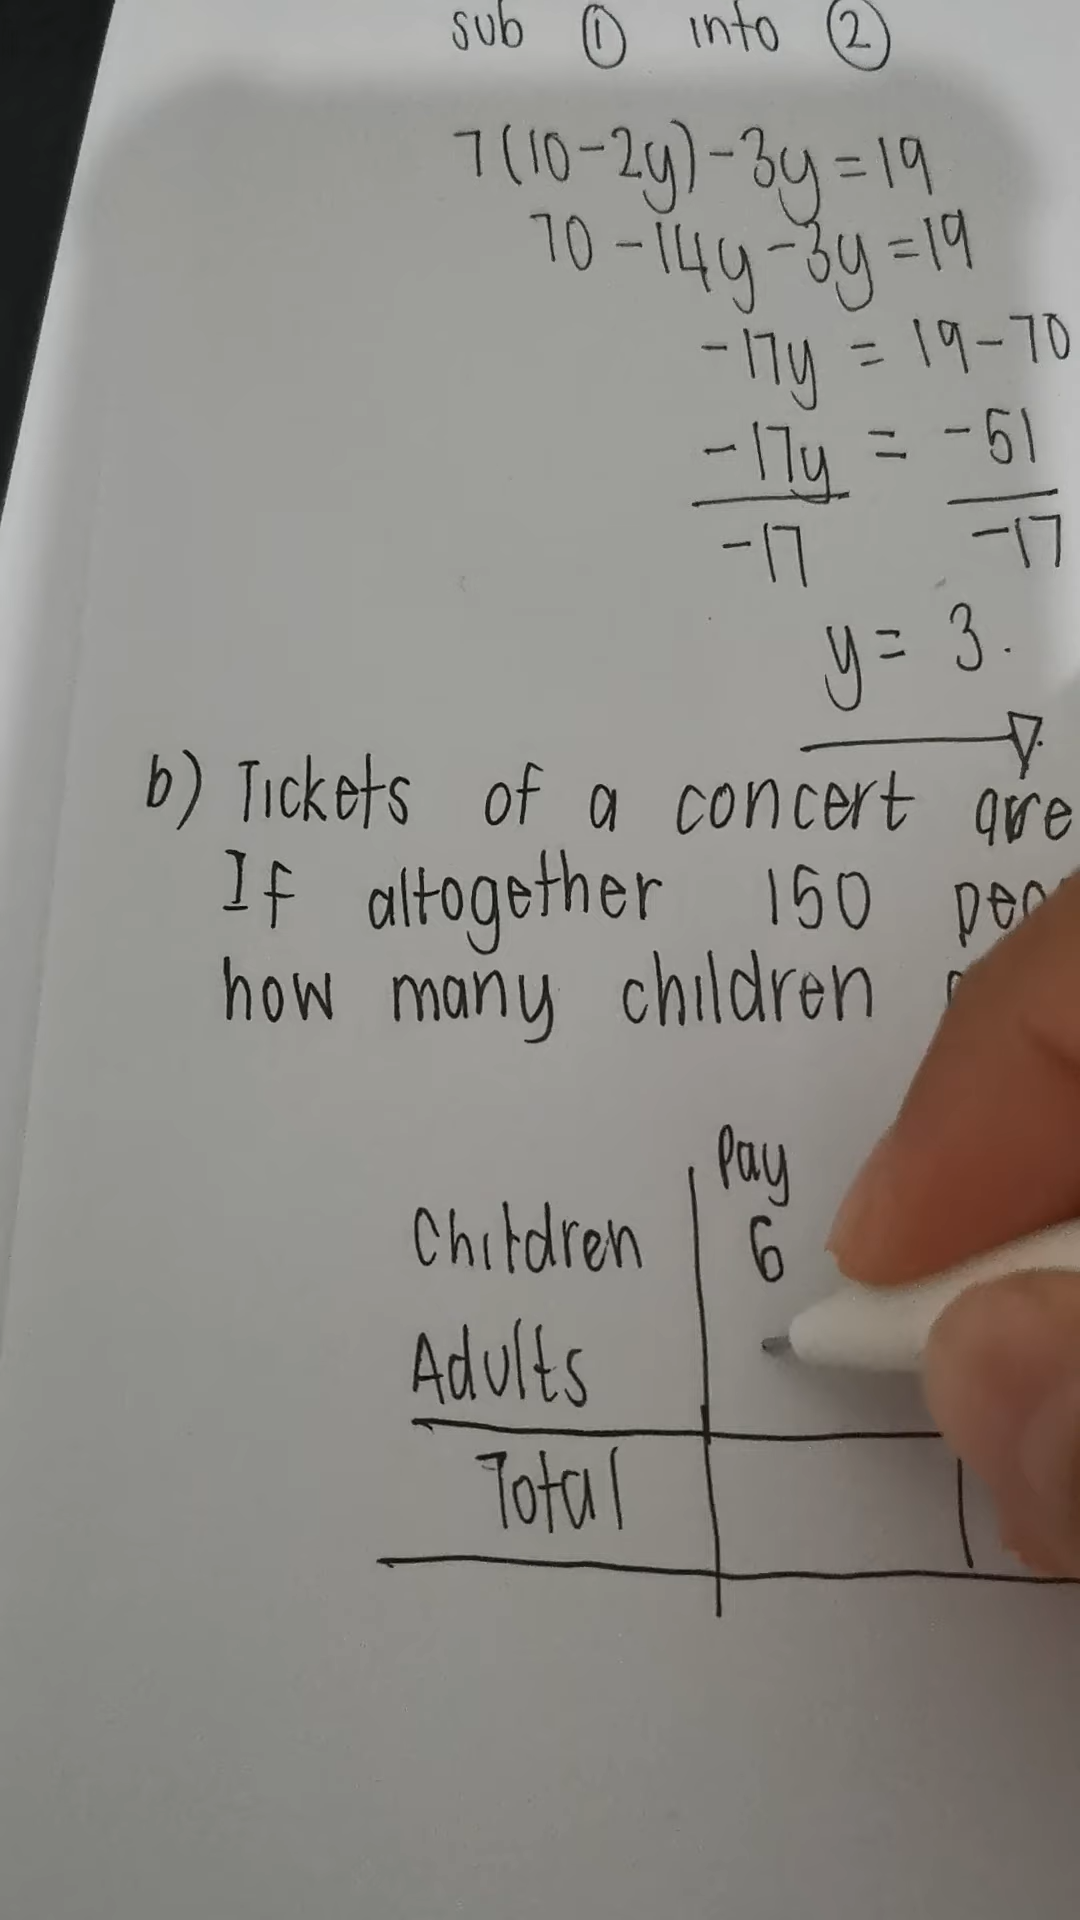 sub ① into ②
7(10-2y)-3y=19
70-14y-3y=19
-17y = 19-70
-17y = -51
-17 -17
y= 3.
b) Tickets of a concert are
If altogether 150
how many children
Pay
Children 6
Adults
Total